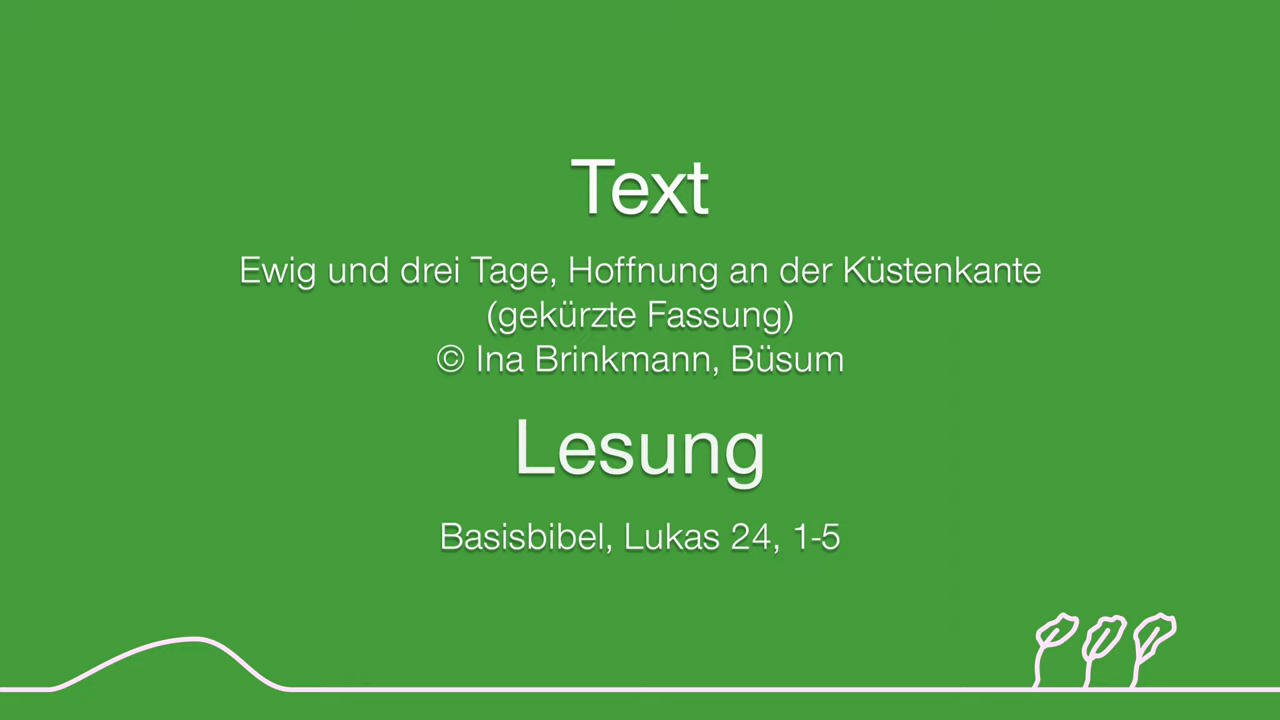 Text
Ewig und drei Tage, Hoffnung an der Küstenkante
(gekürzte Fassung)
© Ina Brinkmann, Büsum
Lesung
Basisbibel, Lukas 24, 1-5